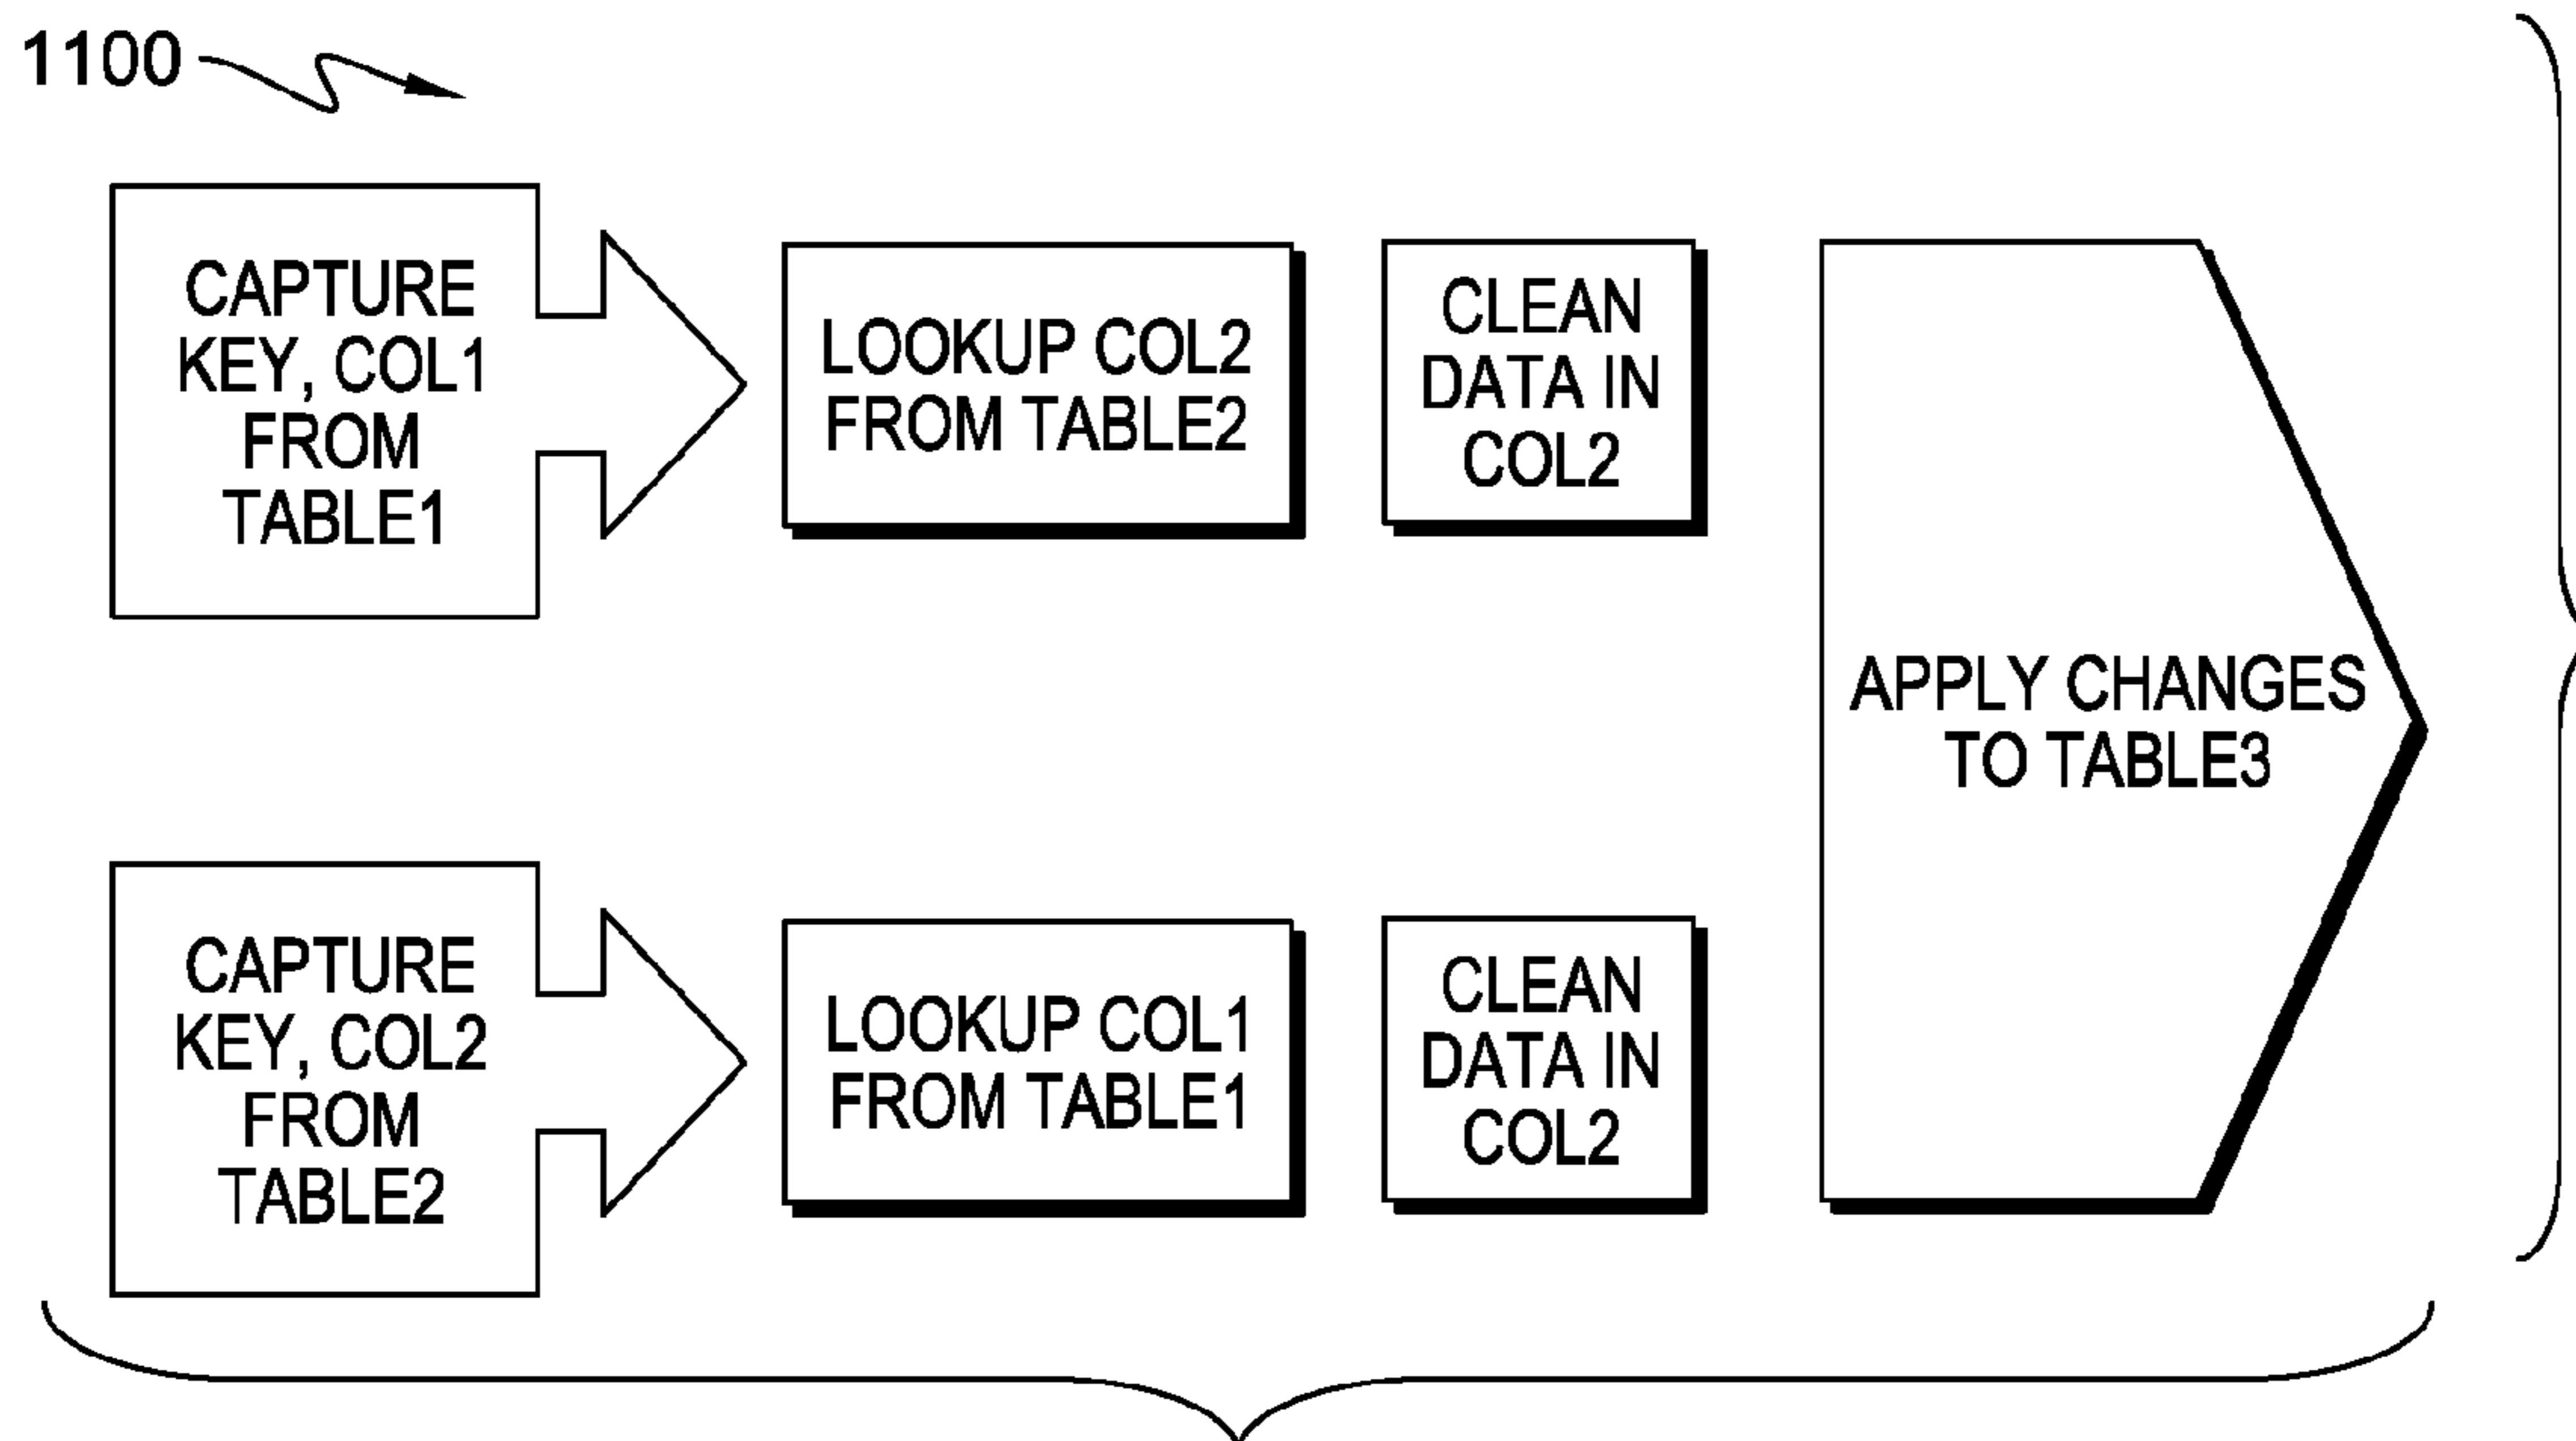 1100
CAPTURE
KEY, COL1
FROM
TABLE1
LOOKUP COL2
FROM TABLE2
CLEAN
DATA IN
COL2
APPLY CHANGES
TO TABLE3
CAPTURE
KEY, COL2
FROM
TABLE2
LOOKUP COL1
FROM TABLE1
CLEAN
DATA IN
COL2